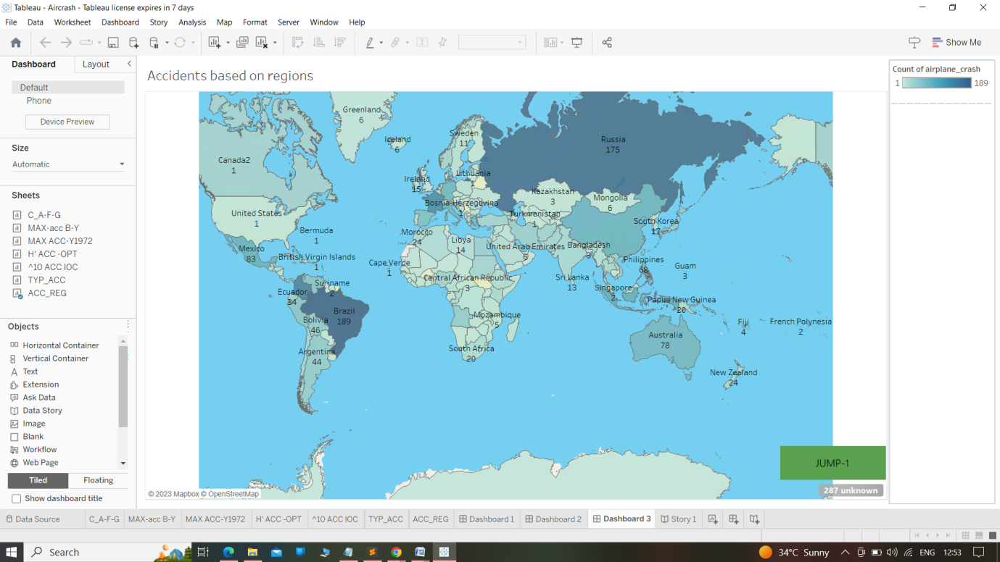 Tableau - Aircrash - Tableau license expires in 7 days
File Data Worksheet Dashboard Story Analysis Map Format Server Window Help
Show Me
Dashboard Layout
Default
Phone
Device Preview
Size
Automatic
Sheets
C_A-F-G
MAX-acc B-Y
MAX ACC-Y1972
H' ACC -OPT
^10 ACC IOC
TYP_ACC
ACC_REG
Objects
Horizontal Container
Vertical Container
Text
Extension
Ask Data
Data Story
Image
Blank
Workflow
Web Page
Tiled Floating
Show dashboard title
Accidents based on regions
Greenland
6
Iceland
6
Sweden
11
Russia
175
Canada2
1
Lithuania
1
Ireland
15
Kazakhstan
3
Mongolia
6
Bosnia-Herzegovina
1
United States
1
Turkmanistan
1
South Korea
17
Bermuda
1
Morocco
24
Libya
14
Mexico
83
United Arab Emirates
6
Bangladesh
3
British Virgin Islands
1
Cape Verde
1
Philippines
68
Guam
3
Central African Republic
3
Sri Lanka
13
Suriname
2
Singapore
2
Ecuador
34
Papua New Guinea
20
Brazil
189
Mozambique
5
Bolivia
46
Fiji
4
French Polynesia
2
Australia
78
South Africa
20
Argentina
44
New Zealand
24
© 2023 Mapbox © OpenStreetMap
JUMP-1
287 unknown
Count of airplane_crash
1 189
Data Source C_A-F-G MAX-acc B-Y MAX ACC-Y1972 H' ACC -OPT ^10 ACC IOC TYP_ACC ACC_REG Dashboard 1 Dashboard 2 Dashboard 3 Story 1
Search 34°C Sunny ENG 12:53